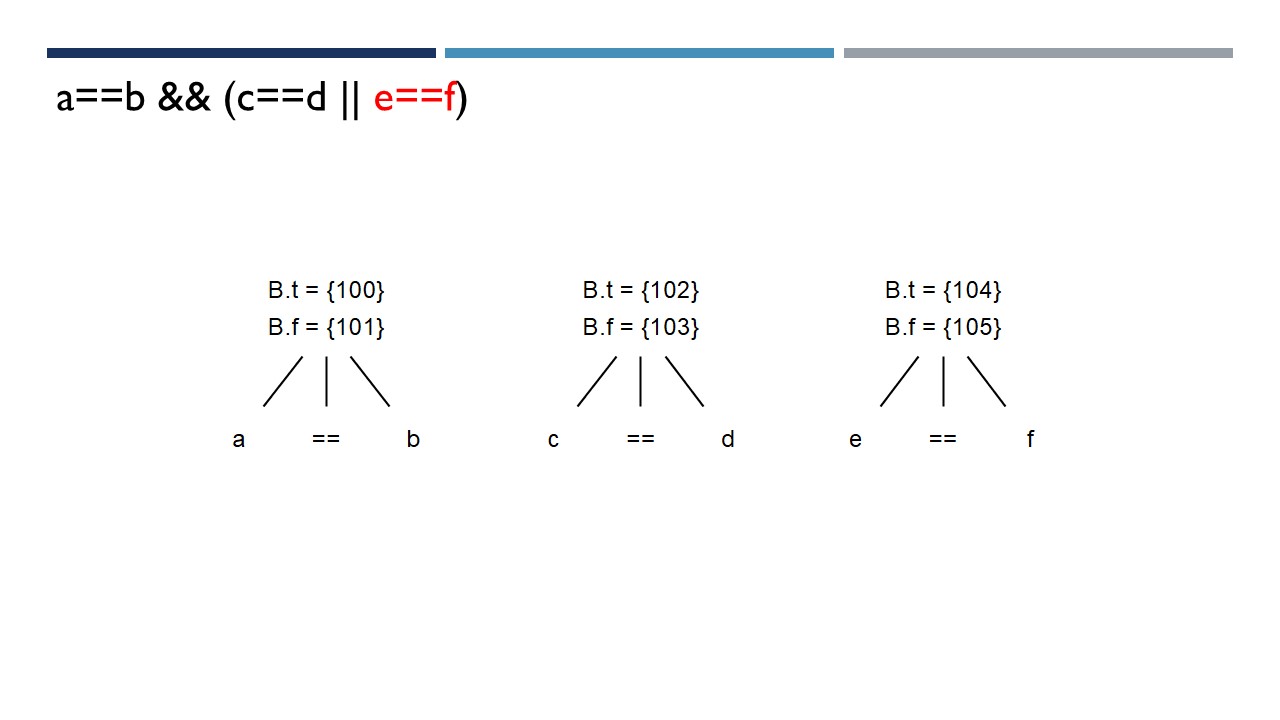 a==b && (c==d || e==f)
B.t = {100} B.t = {102} B.t = {104}
B.f = {101} B.f = {103} B.f = {105}
a == b c == d e == f